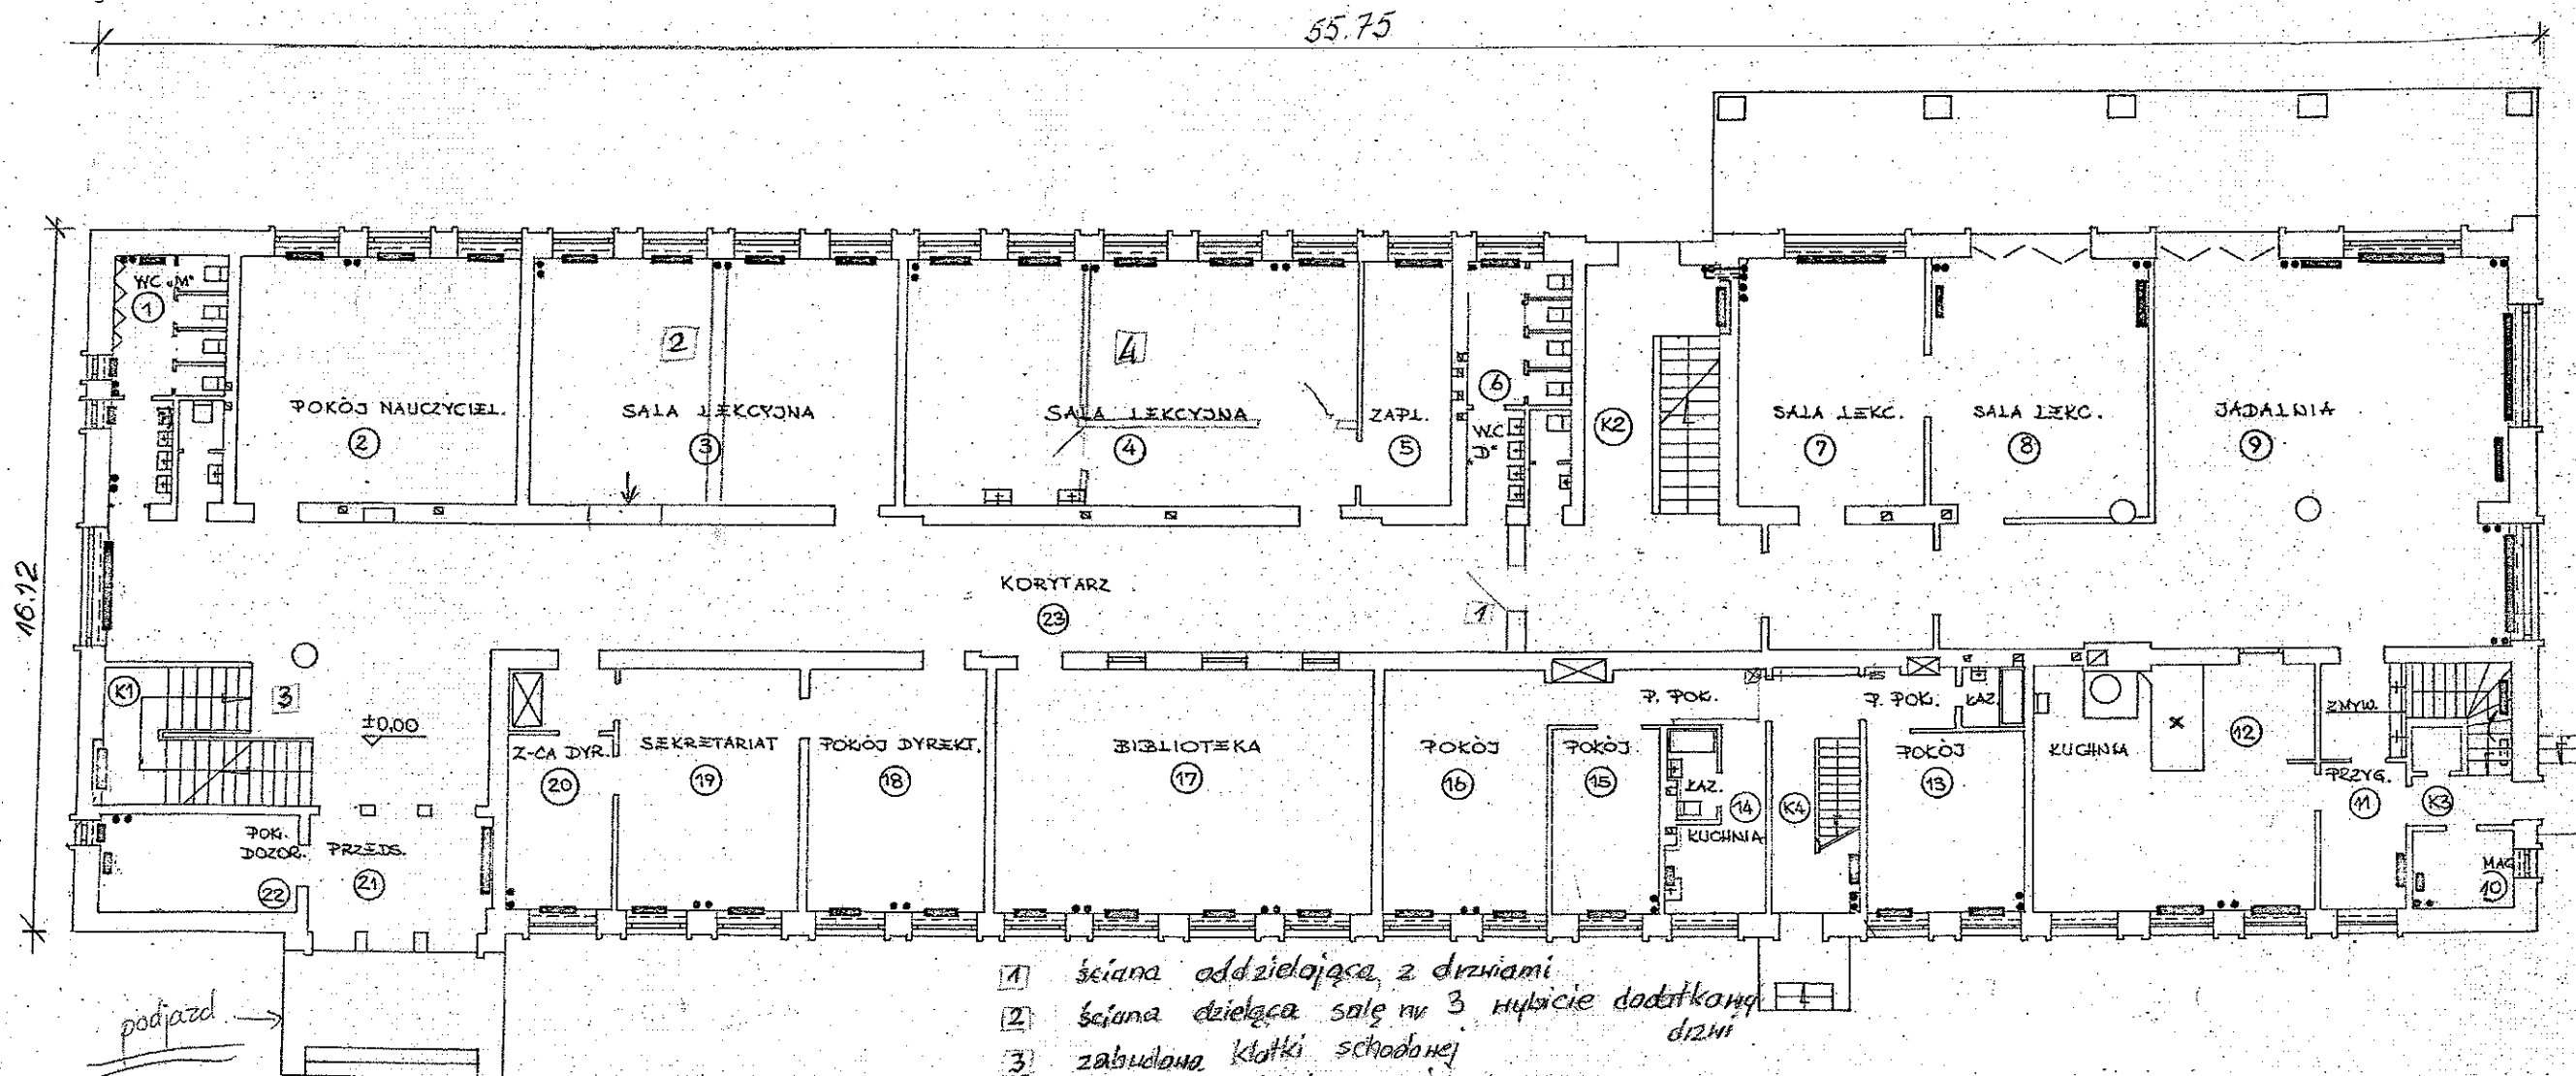 55.75
16.12
WC "M"
1
POKÓJ NAUCZYCIEL.
2
2
SALA LEKCYJNA
3
4
SALA LEKCYJNA
4
ZAPL.
5
6
WC
"D"
K2
SALA LEKC.
7
SALA LEKC.
8
JADALNIA
9
KORYTARZ
23
1
K1
3
±0,00
Z-CA DYR.
20
SEKRETARIAT
19
POKÓJ DYREKT.
18
BIBLIOTEKA
17
POKÓJ
16
P. POK.
POKÓJ
15
ŁAZ.
14
KUCHNIA
K4
P. POK.
ŁAZ.
POKÓJ
13
KUCHNIA
12
ZMYW.
PRZYG.
11
K3
MAG
10
POK.
DOZOR.
22
PRZEDS.
21
podjazd
1 ściana oddzielająca z drzwiami
2 ściana dzieląca salę nr 3 wybicie dodatkowych
drzwi
3 zabudowa klatki schodowej